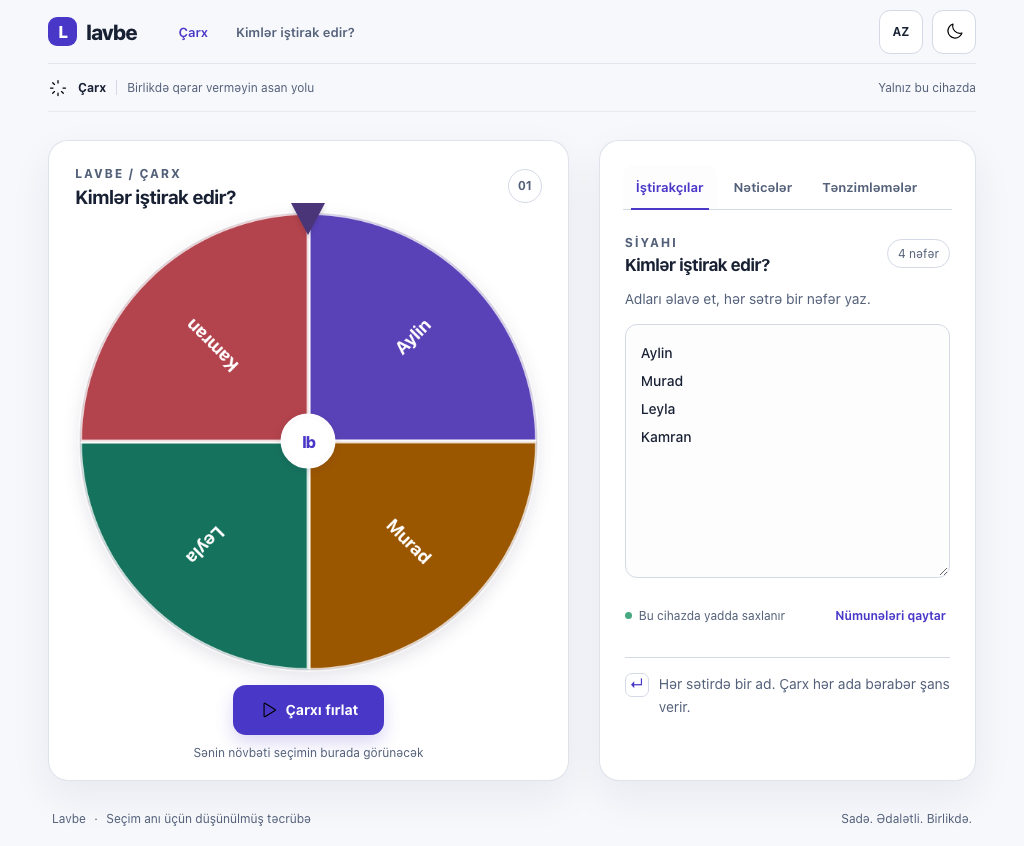 L lavbe
Çarx
Kimlər iştirak edir?
AZ
Çarx
Birlikdə qərar verməyin asan yolu
Yalnız bu cihazda
LAVBE / ÇARX
Kimlər iştirak edir?
01
Kamran
Aylin
lb
Leyla
Murad
Çarxı fırlat
Sənin növbəti seçimin burada görünəcək
İştirakçılar
Nəticələr
Tənzimləmələr
SİYAHI
Kimlər iştirak edir?
4 nəfər
Adları əlavə et, hər sətrə bir nəfər yaz.
Aylin
Murad
Leyla
Kamran
Bu cihazda yadda saxlanır
Nümunələri qaytar
Hər sətirdə bir ad. Çarx hər ada bərabər şans
verir.
Lavbe · Seçim anı üçün düşünülmüş təcrübə
Sadə. Ədalətli. Birlikdə.